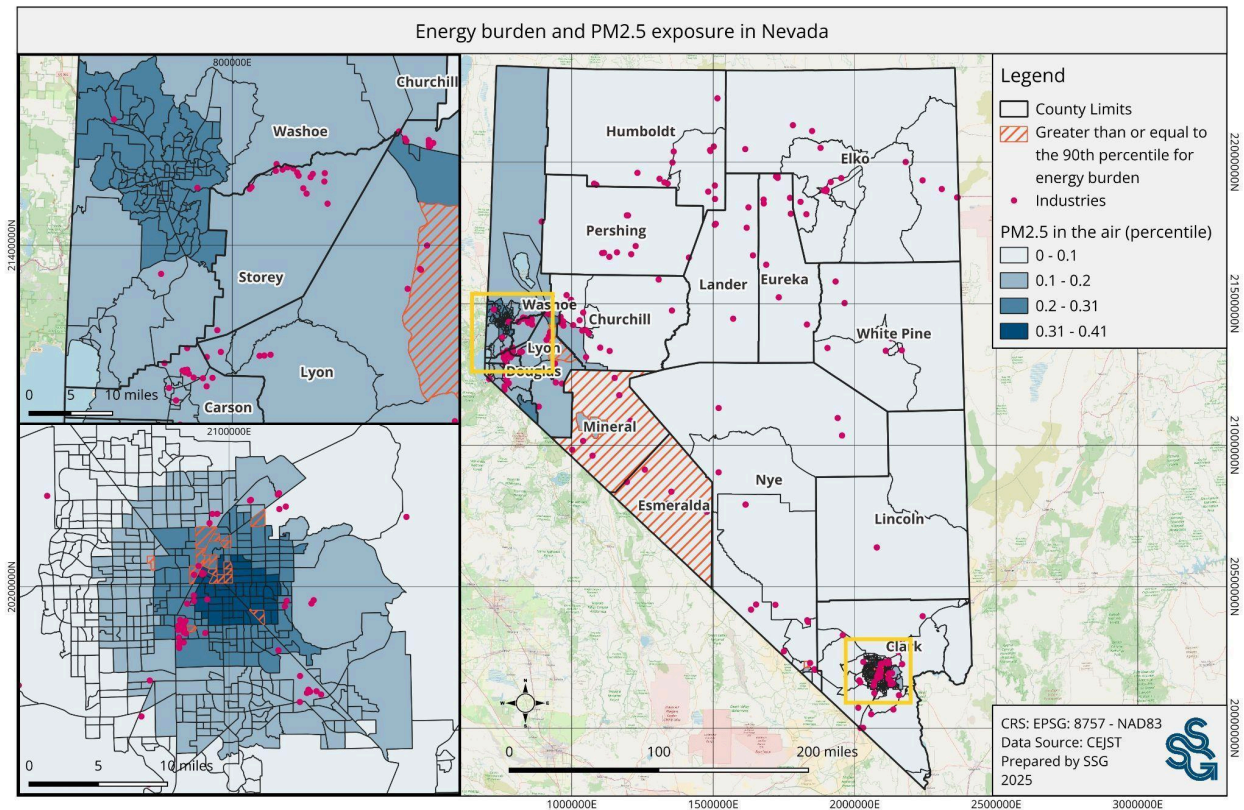 Energy burden and PM2.5 exposure in Nevada
800000E
Churchill
Washoe
2140000N
Storey
Lyon
Carson
0 5 10 miles
2100000E
2020000N
0 5 10 miles
Humboldt
Elko
Pershing
Lander
Eureka
Washoe
Churchill
White Pine
Lyon
Douglas
Mineral
Nye
Esmeralda
Lincoln
Clark
N
W E
S
0 100 200 miles
1000000E 1500000E 2000000E 2500000E 3000000E
2200000N
2150000N
2100000N
2050000N
2000000N
Legend
County Limits
Greater than or equal to
the 90th percentile for
energy burden
Industries
PM2.5 in the air (percentile)
0 - 0.1
0.1 - 0.2
0.2 - 0.31
0.31 - 0.41
CRS: EPSG: 8757 - NAD83
Data Source: CEJST
Prepared by SSG
2025
SSG